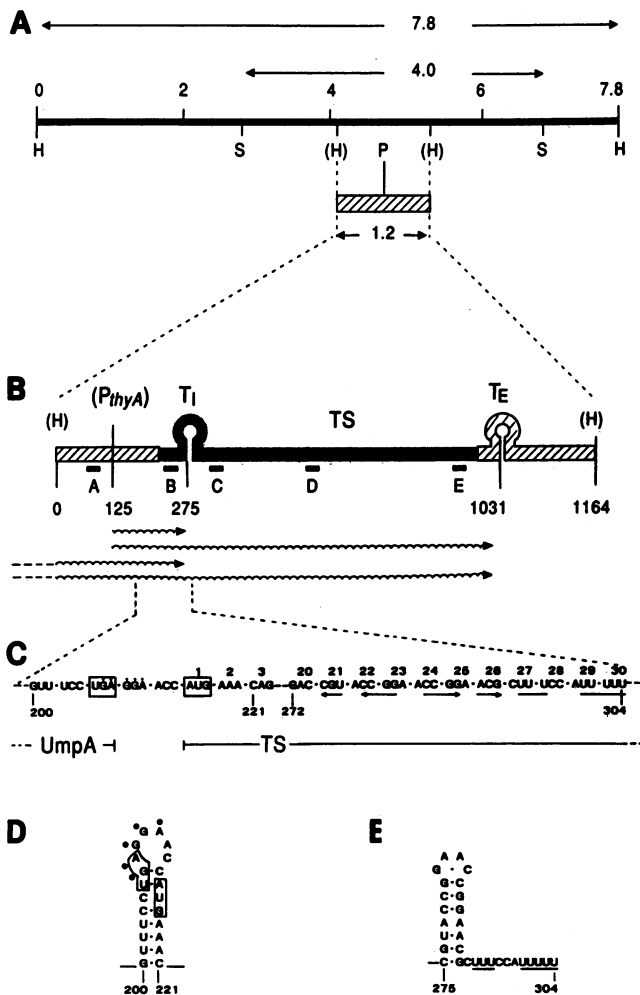 A
7.8
4.0
0 2 4 6 7.8
H S (H) P (H) S H
1.2
B
(H) (PthyA) TI TS TE (H)
A B C D E
0 125 275 1031 1164
C
1 2 3 20 21 22 23 24 25 26 27 28 29 30
GUU·UCC·UGA·GGA·ACC·AUG·AAA·CAG--GAC·CGU·ACC·GGA·ACC·GGA·ACG·CUU·UCC·AUU·UUU
200 221 272 304
UmpA TS
D
G A
G A
A C
G · C
U · A
C U
C · G
U · A
U · A
U · A
G · C
200 221
E
A A
G · C
G · C
C · G
C · G
A A
U · A
G · C
C GCUUUCCAUUUUU
275 304